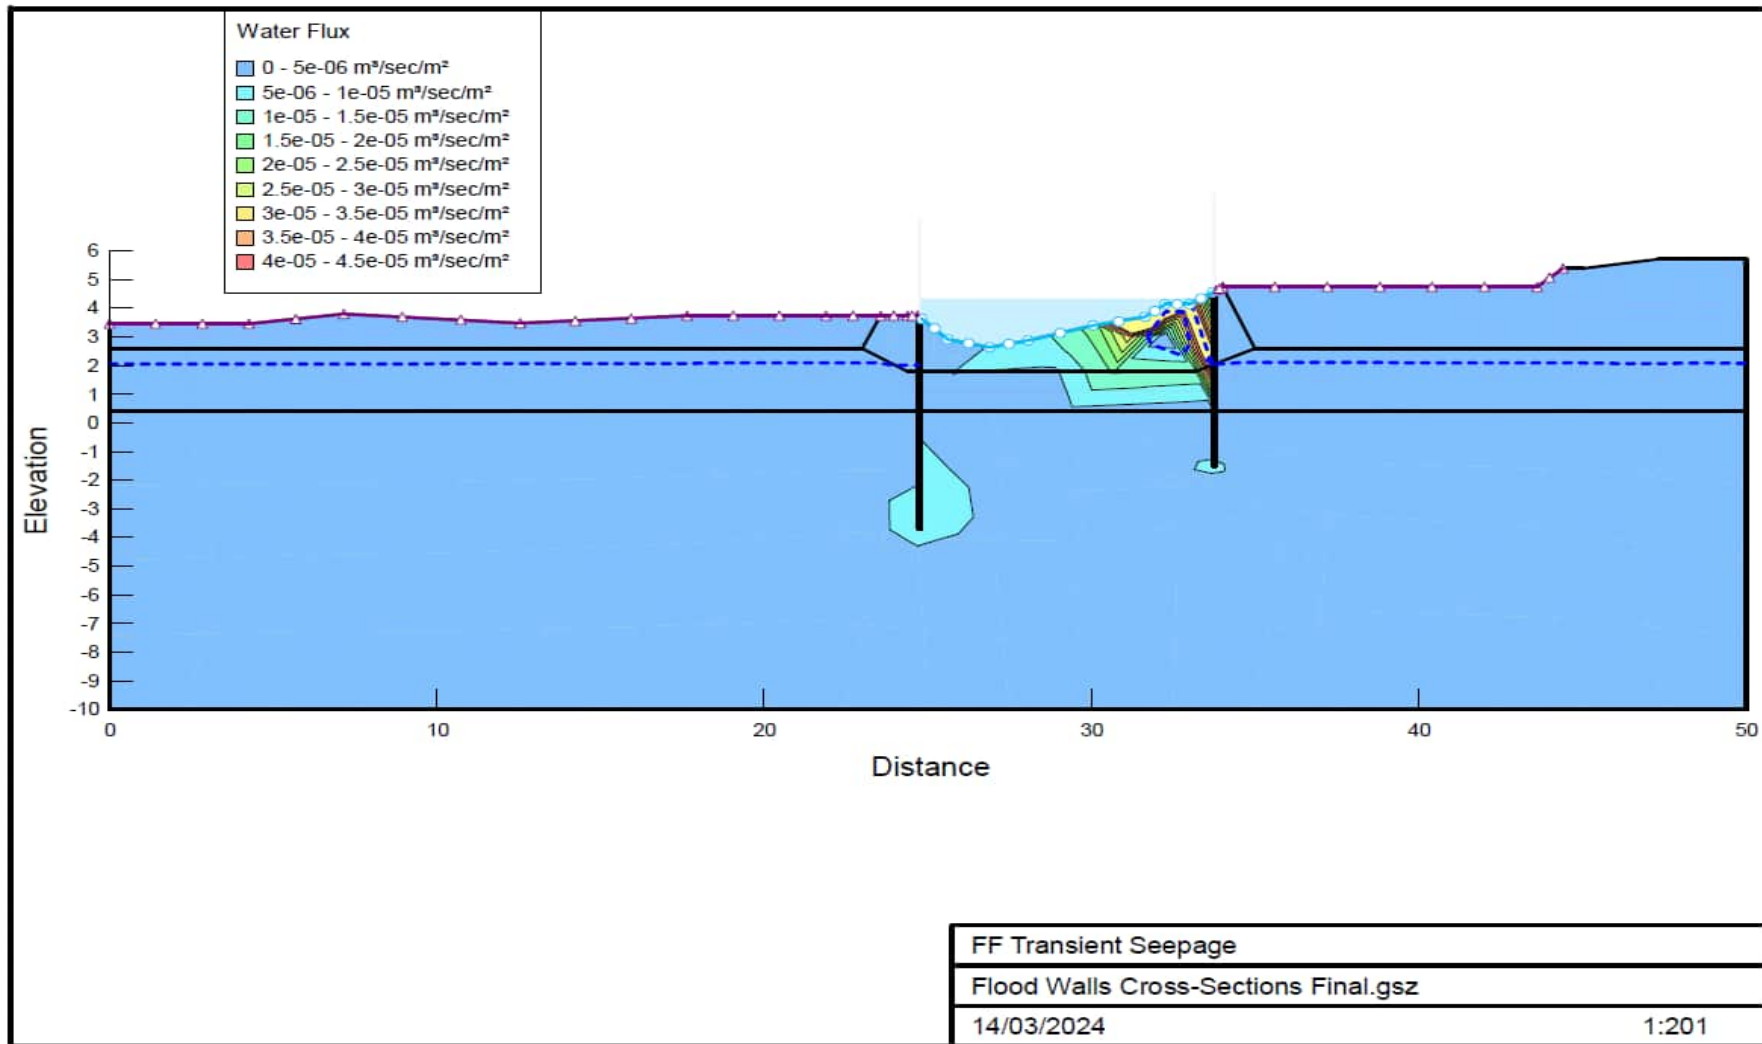 Water Flux
0 - 5e-06 m³/sec/m²
5e-06 - 1e-05 m³/sec/m²
1e-05 - 1.5e-05 m³/sec/m²
1.5e-05 - 2e-05 m³/sec/m²
2e-05 - 2.5e-05 m³/sec/m²
2.5e-05 - 3e-05 m³/sec/m²
3e-05 - 3.5e-05 m³/sec/m²
3.5e-05 - 4e-05 m³/sec/m²
4e-05 - 4.5e-05 m³/sec/m²
6
5
4
3
2
1
0
-1
-2
-3
-4
-5
-6
-7
-8
-9
-10
Elevation
0 10 20 30 40 50
Distance
FF Transient Seepage
Flood Walls Cross-Sections Final.gsz
14/03/2024 1:201